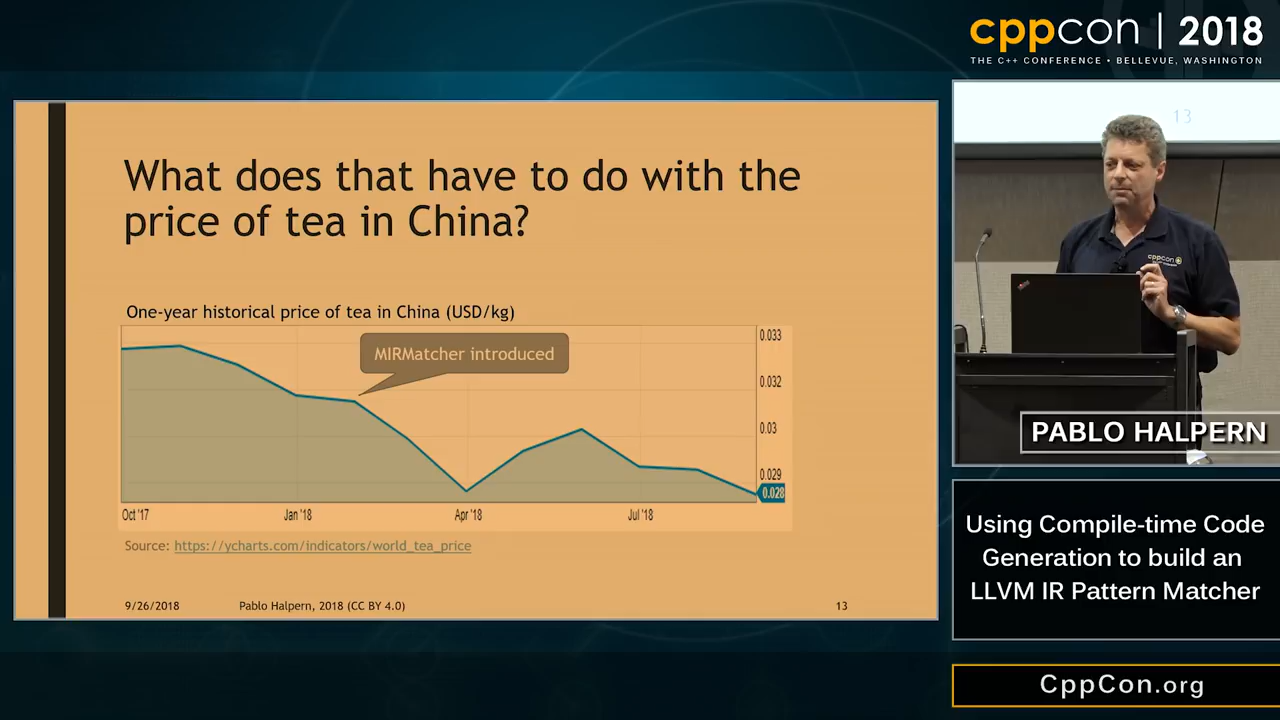 cppcon | 2018
THE C++ CONFERENCE • BELLEVUE, WASHINGTON
What does that have to do with the
price of tea in China?
One-year historical price of tea in China (USD/kg)
MIRMatcher introduced
0.033
0.032
0.03
0.029
0.028
Oct '17
Jan '18
Apr '18
Jul '18
Source: https://ycharts.com/indicators/world_tea_price
9/26/2018
Pablo Halpern, 2018 (CC BY 4.0)
13
13
cppcon
PABLO HALPERN
Using Compile-time Code
Generation to build an
LLVM IR Pattern Matcher
CppCon.org